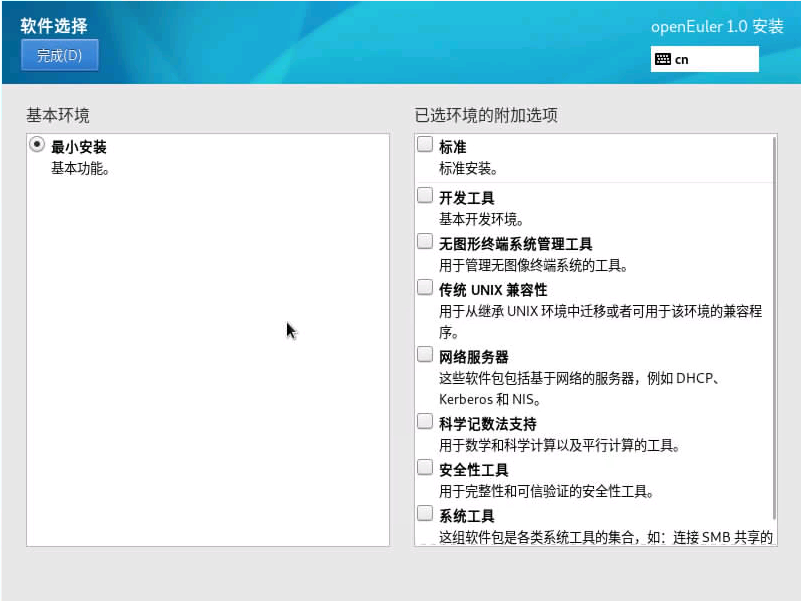 软件选择
openEuler 1.0 安装
完成(D)
cn
基本环境
最小安装
基本功能。
已选环境的附加选项
标准
标准安装。
开发工具
基本开发环境。
无图形终端系统管理工具
用于管理无图像终端系统的工具。
传统 UNIX 兼容性
用于从继承 UNIX 环境中迁移或者可用于该环境的兼容程
序。
网络服务器
这些软件包包括基于网络的服务器，例如 DHCP、
Kerberos 和 NIS。
科学记数法支持
用于数学和科学计算以及平行计算的工具。
安全性工具
用于完整性和可信验证的安全性工具。
系统工具
这组软件包是各类系统工具的集合，如：连接 SMB 共享的